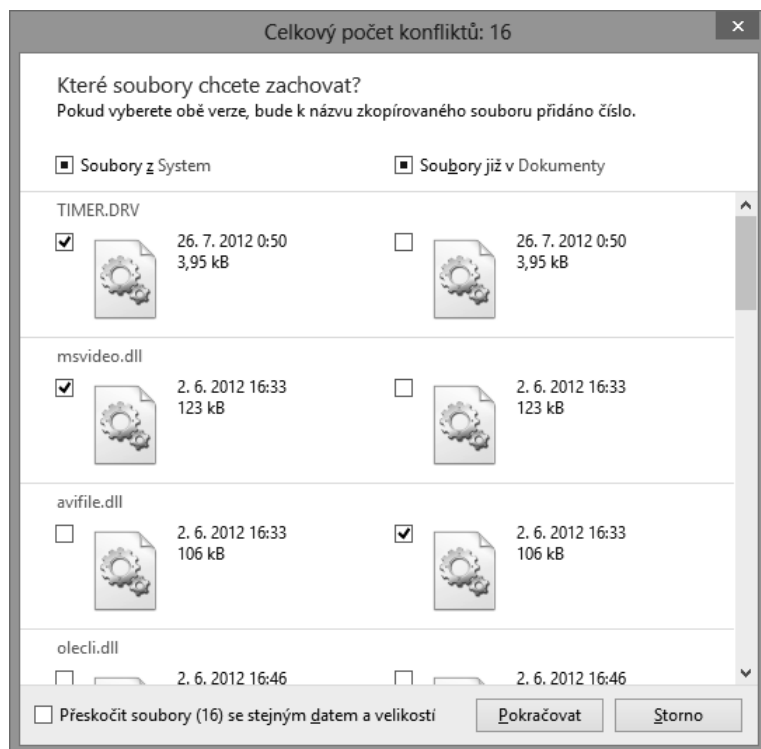 Celkový počet konfliktů: 16
Které soubory chcete zachovat?
Pokud vyberete obě verze, bude k názvu zkopírovaného souboru přidáno číslo.
Soubory z System
Soubory již v Dokumenty
TIMER.DRV
26. 7. 2012 0:50
3,95 kB
26. 7. 2012 0:50
3,95 kB
msvideo.dll
2. 6. 2012 16:33
123 kB
2. 6. 2012 16:33
123 kB
avifile.dll
2. 6. 2012 16:33
106 kB
2. 6. 2012 16:33
106 kB
olecli.dll
2. 6. 2012 16:46
2. 6. 2012 16:46
Přeskočit soubory (16) se stejným datem a velikostí
Pokračovat
Storno